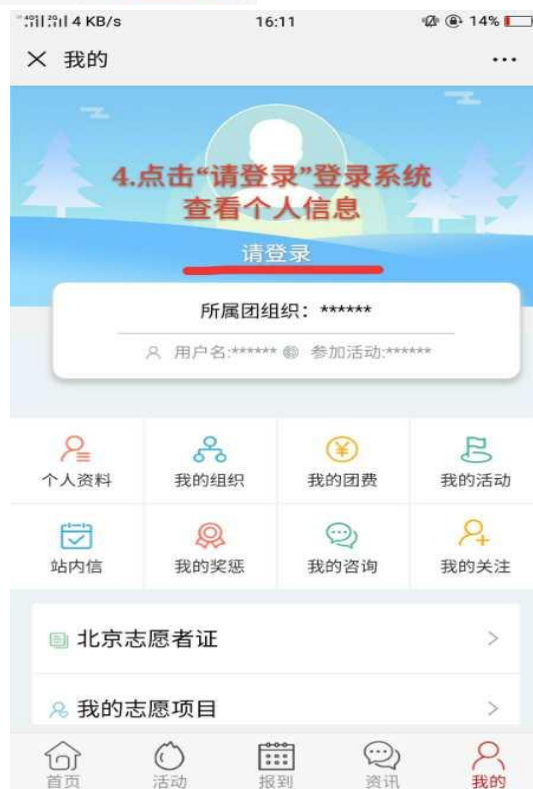 4 KB/s 16:11 14%
我的
4.点击“请登录”登录系统
查看个人信息
请登录
所属团组织：******
用户名:****** 参加活动:******
个人资料 我的组织 我的团费 我的活动
站内信 我的奖惩 我的咨询 我的关注
北京志愿者证
我的志愿项目
首页 活动 报到 资讯 我的